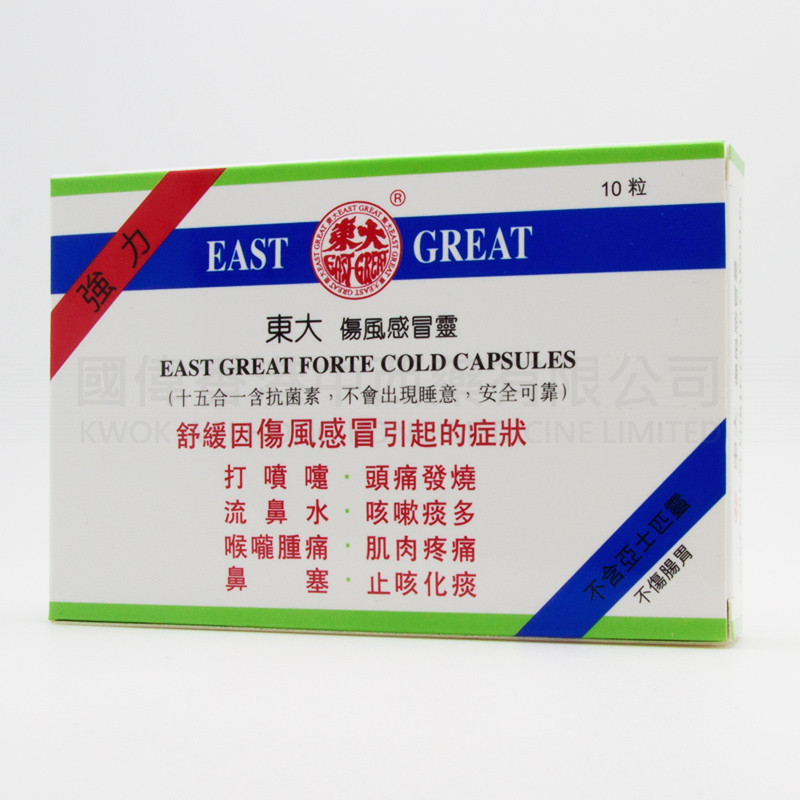 強力
10 粒
EAST GREAT
®
東大
EAST GREAT
東大 傷風感冒靈
EAST GREAT FORTE COLD CAPSULES
(十五合一含抗菌素，不會出現睡意，安全可靠)
舒緩因傷風感冒引起的症狀
打噴嚏·頭痛發燒
流鼻水·咳嗽痰多
喉嚨腫痛·肌肉疼痛
鼻塞·止咳化痰
不含亞士匹靈
不傷腸胃